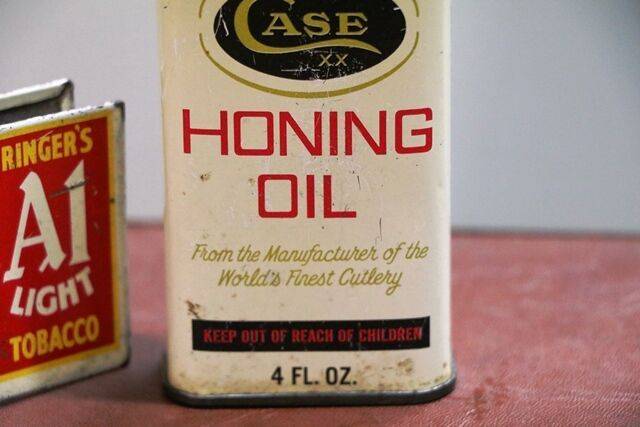 RINGER'S
A1
LIGHT
TOBACCO
CASE
XX
HONING
OIL
From the Manufacturer of the
World's Finest Cutlery
KEEP OUT OF REACH OF CHILDREN
4 FL. OZ.